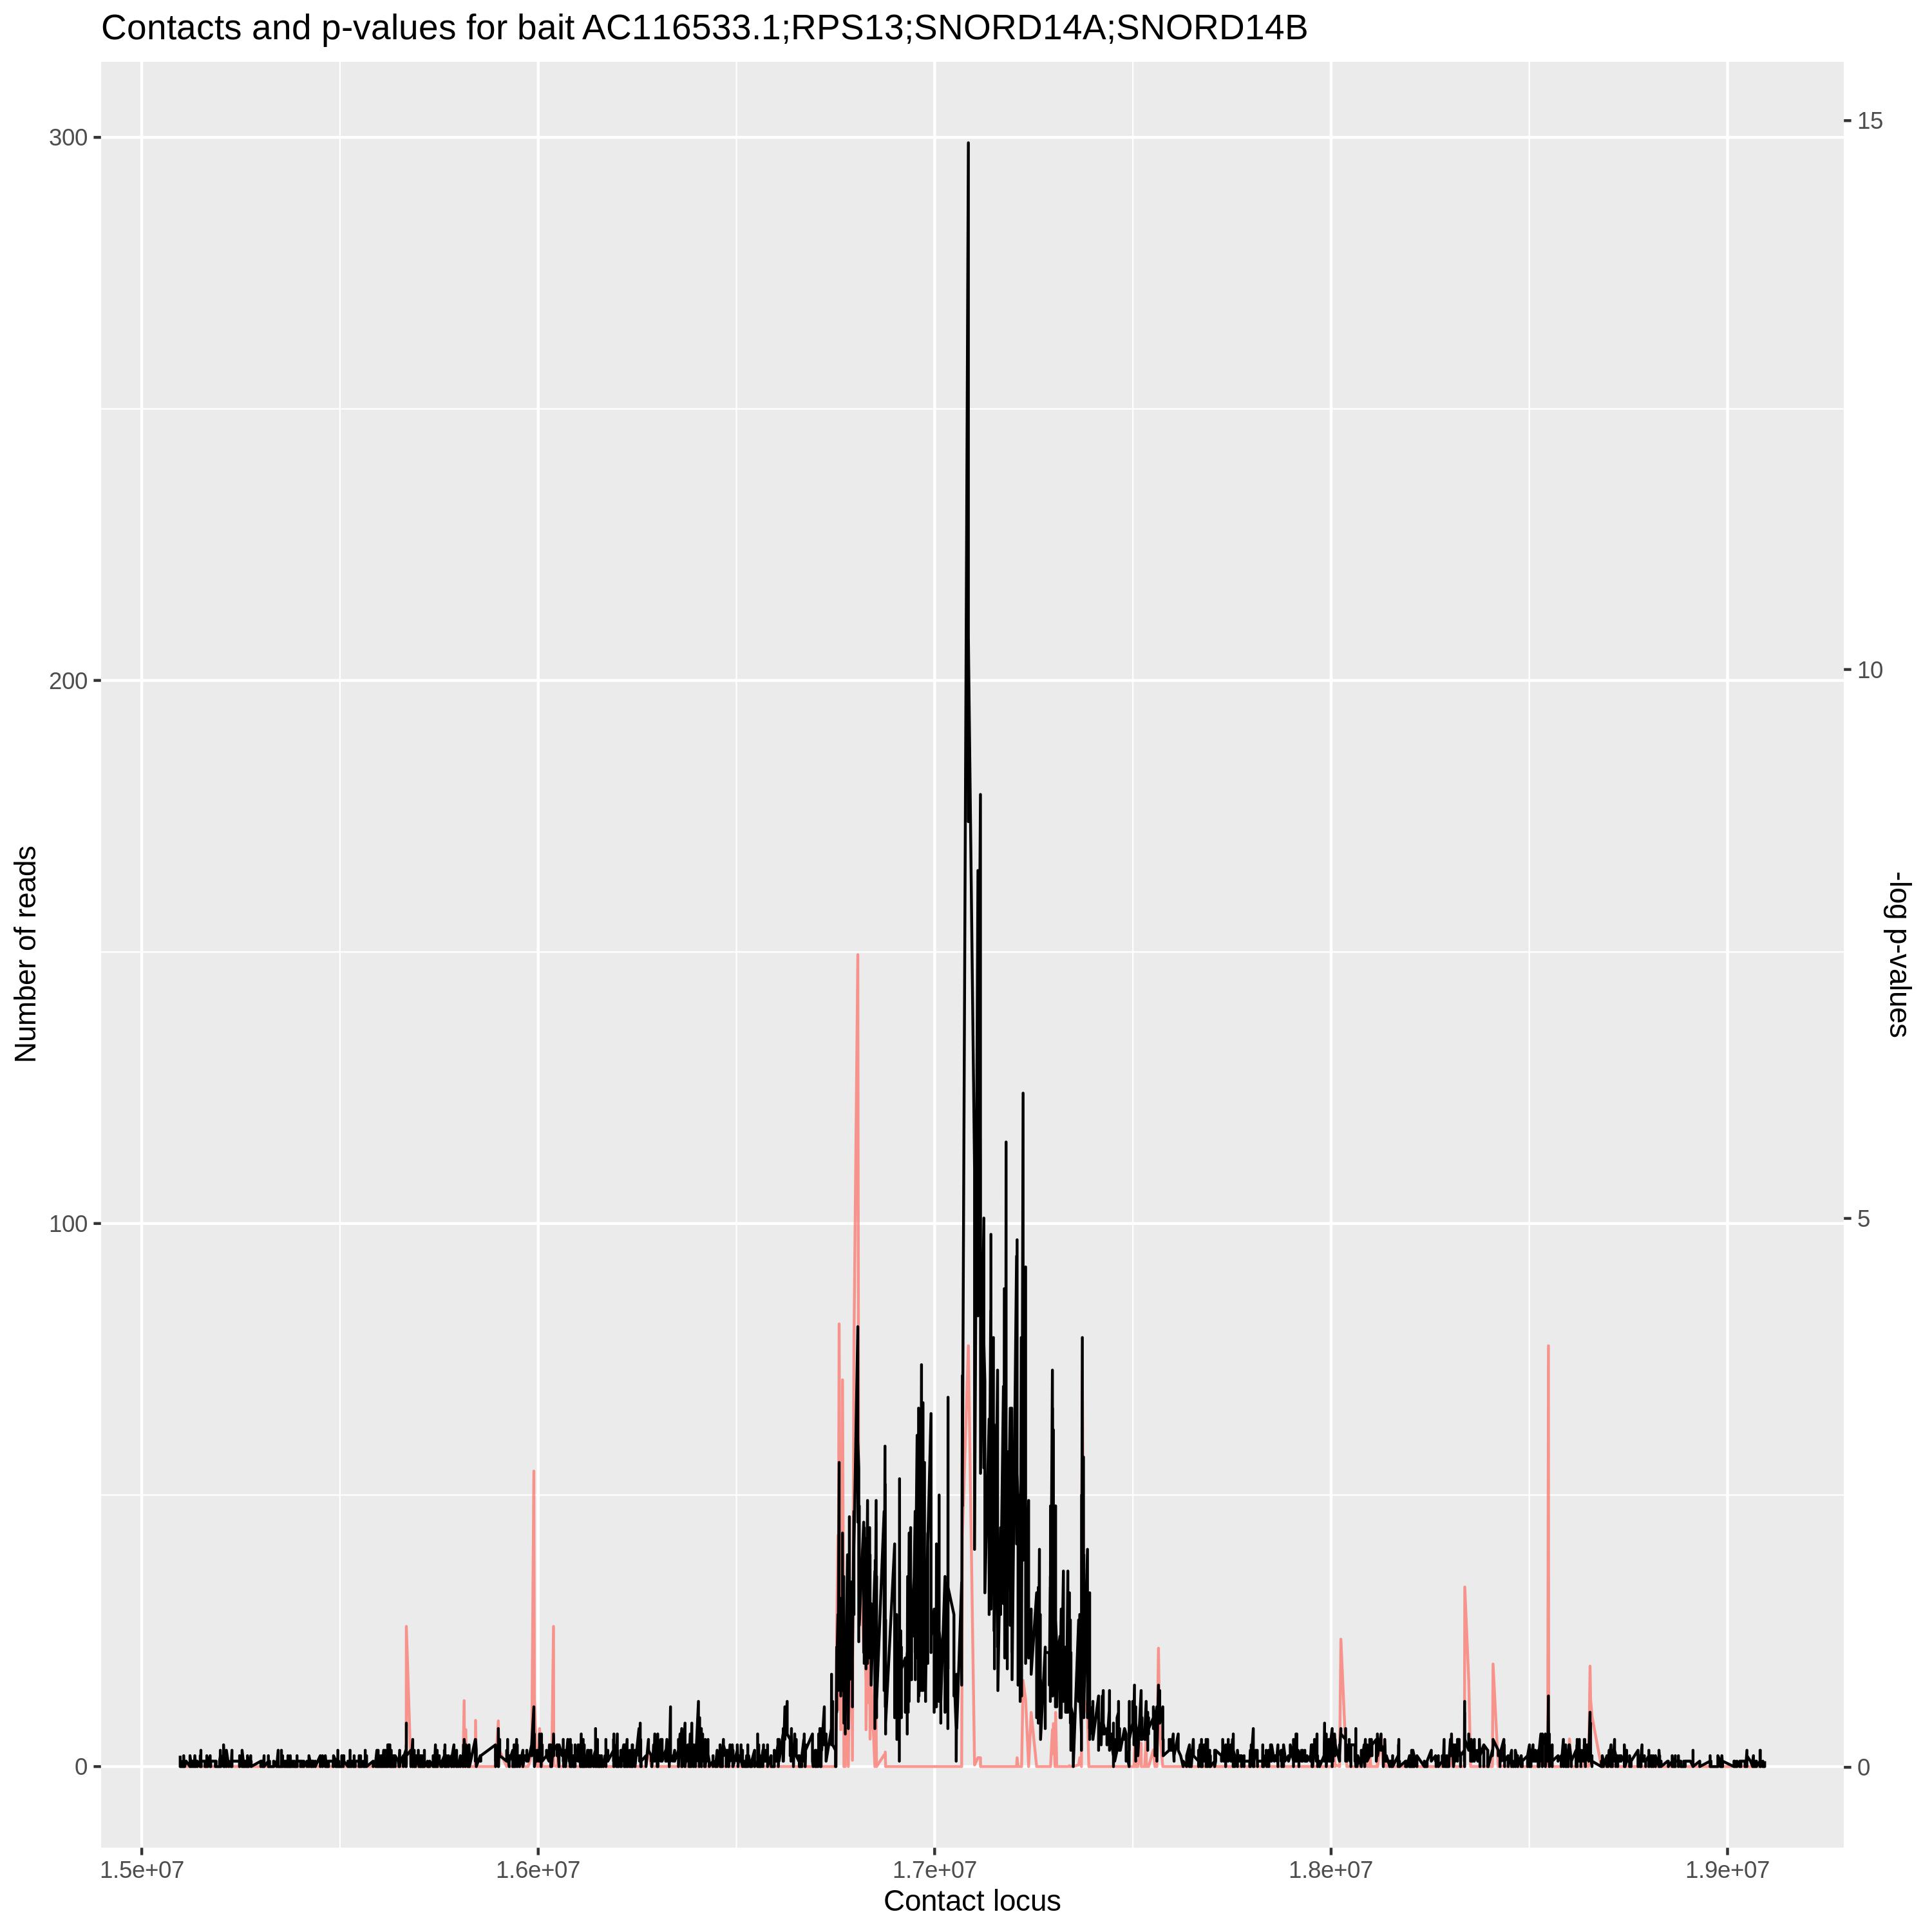 Contacts and p-values for bait AC116533.1;RPS13;SNORD14A;SNORD14B
300
200
100
0
Number of reads
15
10
5
0
-log p-values
1.5e+07
1.6e+07
1.7e+07
1.8e+07
1.9e+07
Contact locus